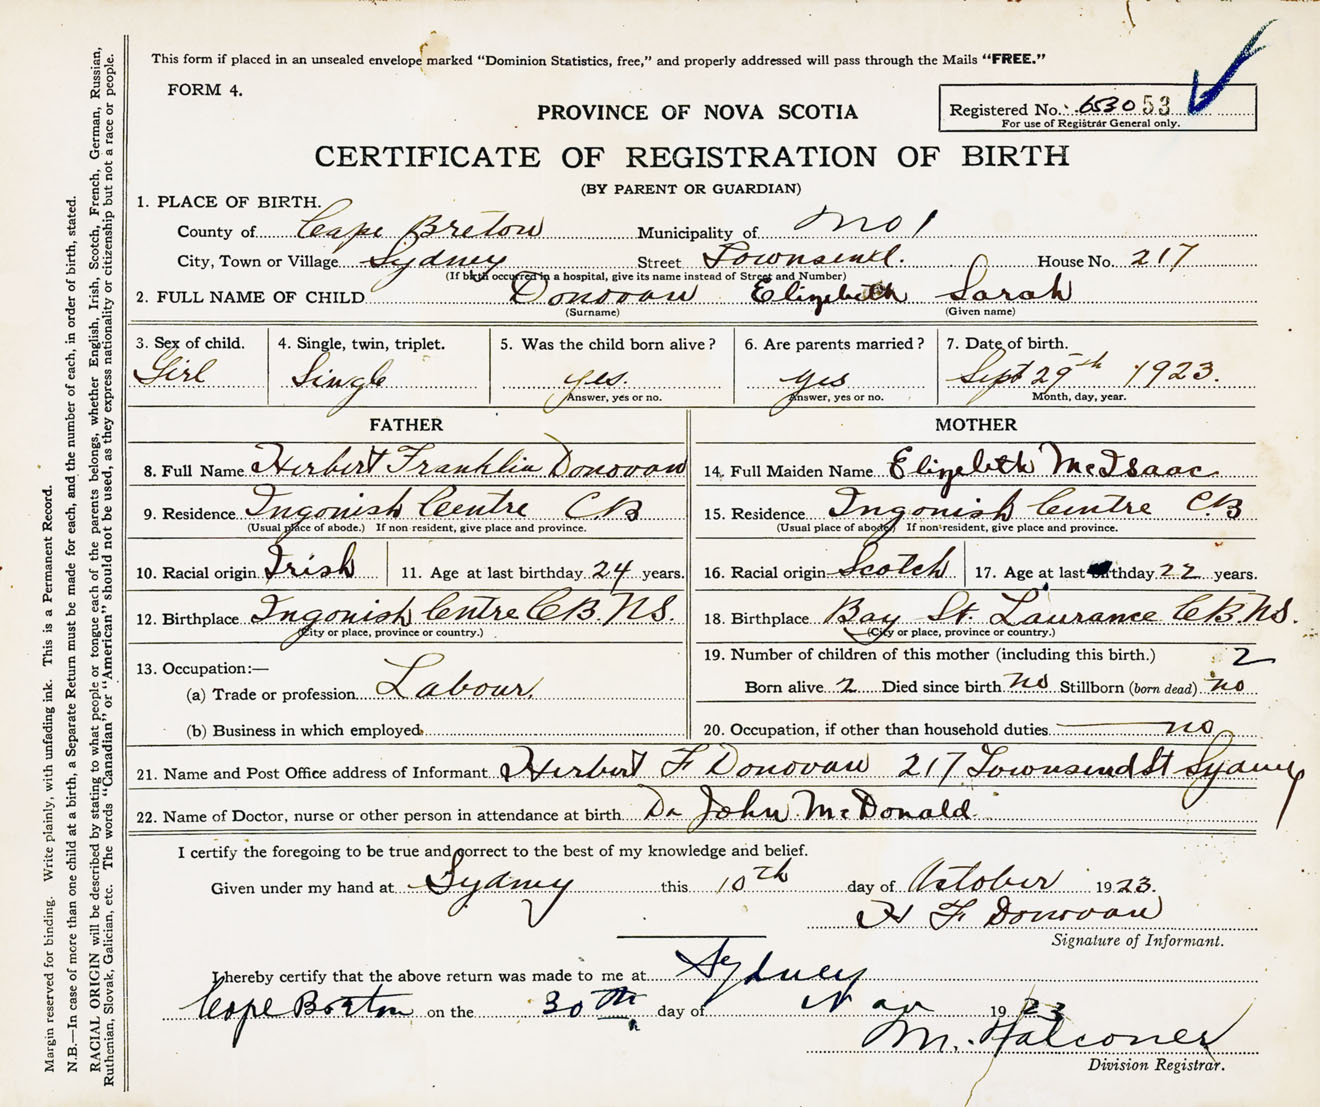 This form if placed in an unsealed envelope marked "Dominion Statistics, free," and properly addressed will pass through the Mails "FREE."
FORM 4.
PROVINCE OF NOVA SCOTIA
Registered No. 6530 53
For use of Registrar General only.
CERTIFICATE OF REGISTRATION OF BIRTH
(BY PARENT OR GUARDIAN)
1. PLACE OF BIRTH.
County of Cape Breton Municipality of No 1
City, Town or Village Sydney Street Townsend. House No. 217
(If birth occurred in a hospital, give its name instead of Street and Number)
2. FULL NAME OF CHILD Donovan Elizebeth Sarah
(Surname) (Given name)
3. Sex of child. 4. Single, twin, triplet. 5. Was the child born alive? 6. Are parents married? 7. Date of birth.
Girl Single yes. yes Sept 29th 1923.
Answer, yes or no. Answer, yes or no. Month, day, year.
FATHER MOTHER
8. Full Name Herbert Franklin Donovan 14. Full Maiden Name Elizebeth McIsaac
9. Residence Ingonish Centre C.B 15. Residence Ingonish Centre C.B
(Usual place of abode.) If non resident, give place and province. (Usual place of abode) If non resident, give place and province.
10. Racial origin Irish 11. Age at last birthday 24 years. 16. Racial origin Scotch 17. Age at last birthday 22 years.
12. Birthplace Ingonish Centre C.B. N.S. 18. Birthplace Bay St. Laurance C.B. N.S.
(City or place, province or country.) (City or place, province or country.)
13. Occupation:— 19. Number of children of this mother (including this birth.) 2
(a) Trade or profession Labour. Born alive 2 Died since birth no Stillborn (born dead) no
(b) Business in which employed 20. Occupation, if other than household duties no
21. Name and Post Office address of Informant Herbert F Donovan 217 Townsend St Sydney
22. Name of Doctor, nurse or other person in attendance at birth Dr John McDonald
I certify the foregoing to be true and correct to the best of my knowledge and belief.
Given under my hand at Sydney this 10th day of October 1923.
H F Donovan
Signature of Informant.
I hereby certify that the above return was made to me at Sydney
Cape Breton on the 30th day of Nov 1923
M. Falconer
Division Registrar.
Margin reserved for binding. Write plainly, with unfading ink. This is a Permanent Record.
N.B.—In case of more than one child at a birth, a Separate Return must be made for each, and the number of each, in order of birth, stated.
RACIAL ORIGIN will be described by stating to what people or tongue each of the parents belongs, whether English, Irish, Scotch, French, German, Russian,
Ruthenian, Slovak, Galician, etc. The words "Canadian" or "American" should not be used, as they express nationality or citizenship but not a race or people.